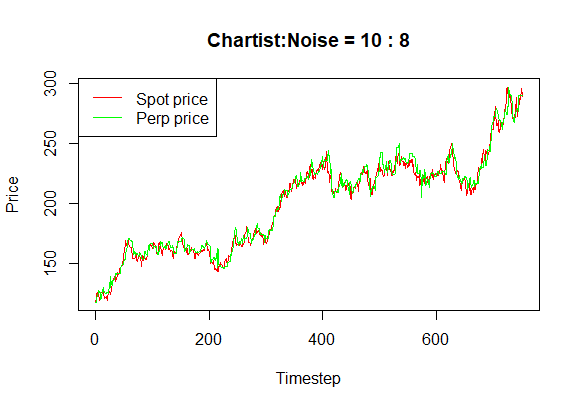 Chartist:Noise = 10 : 8
Spot price
Perp price
Price
300
250
200
150
0 200 400 600
Timestep